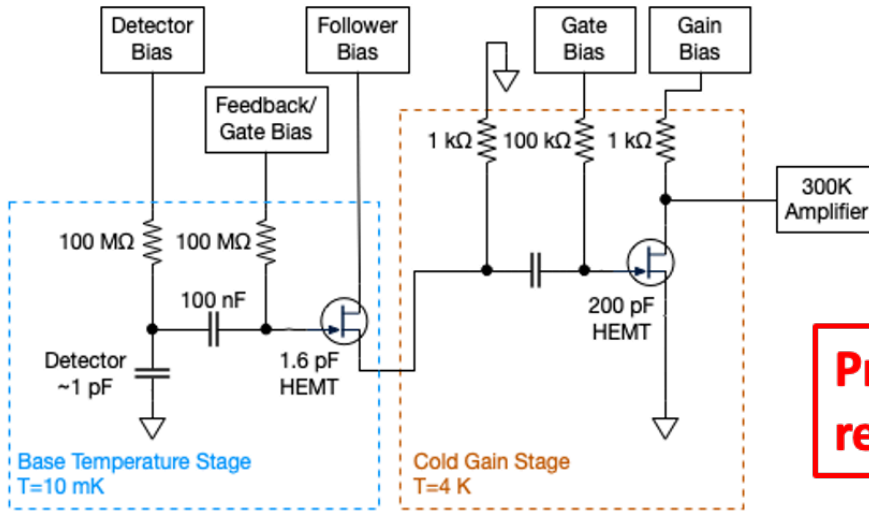 Detector
Bias
Follower
Bias
Gate
Bias
Gain
Bias
Feedback/
Gate Bias
1 kΩ
100 kΩ
1 kΩ
300K
Amplifier
100 MΩ
100 MΩ
100 nF
200 pF
HEMT
Detector
~1 pF
1.6 pF
HEMT
Base Temperature Stage
T=10 mK
Cold Gain Stage
T=4 K
Pr
re